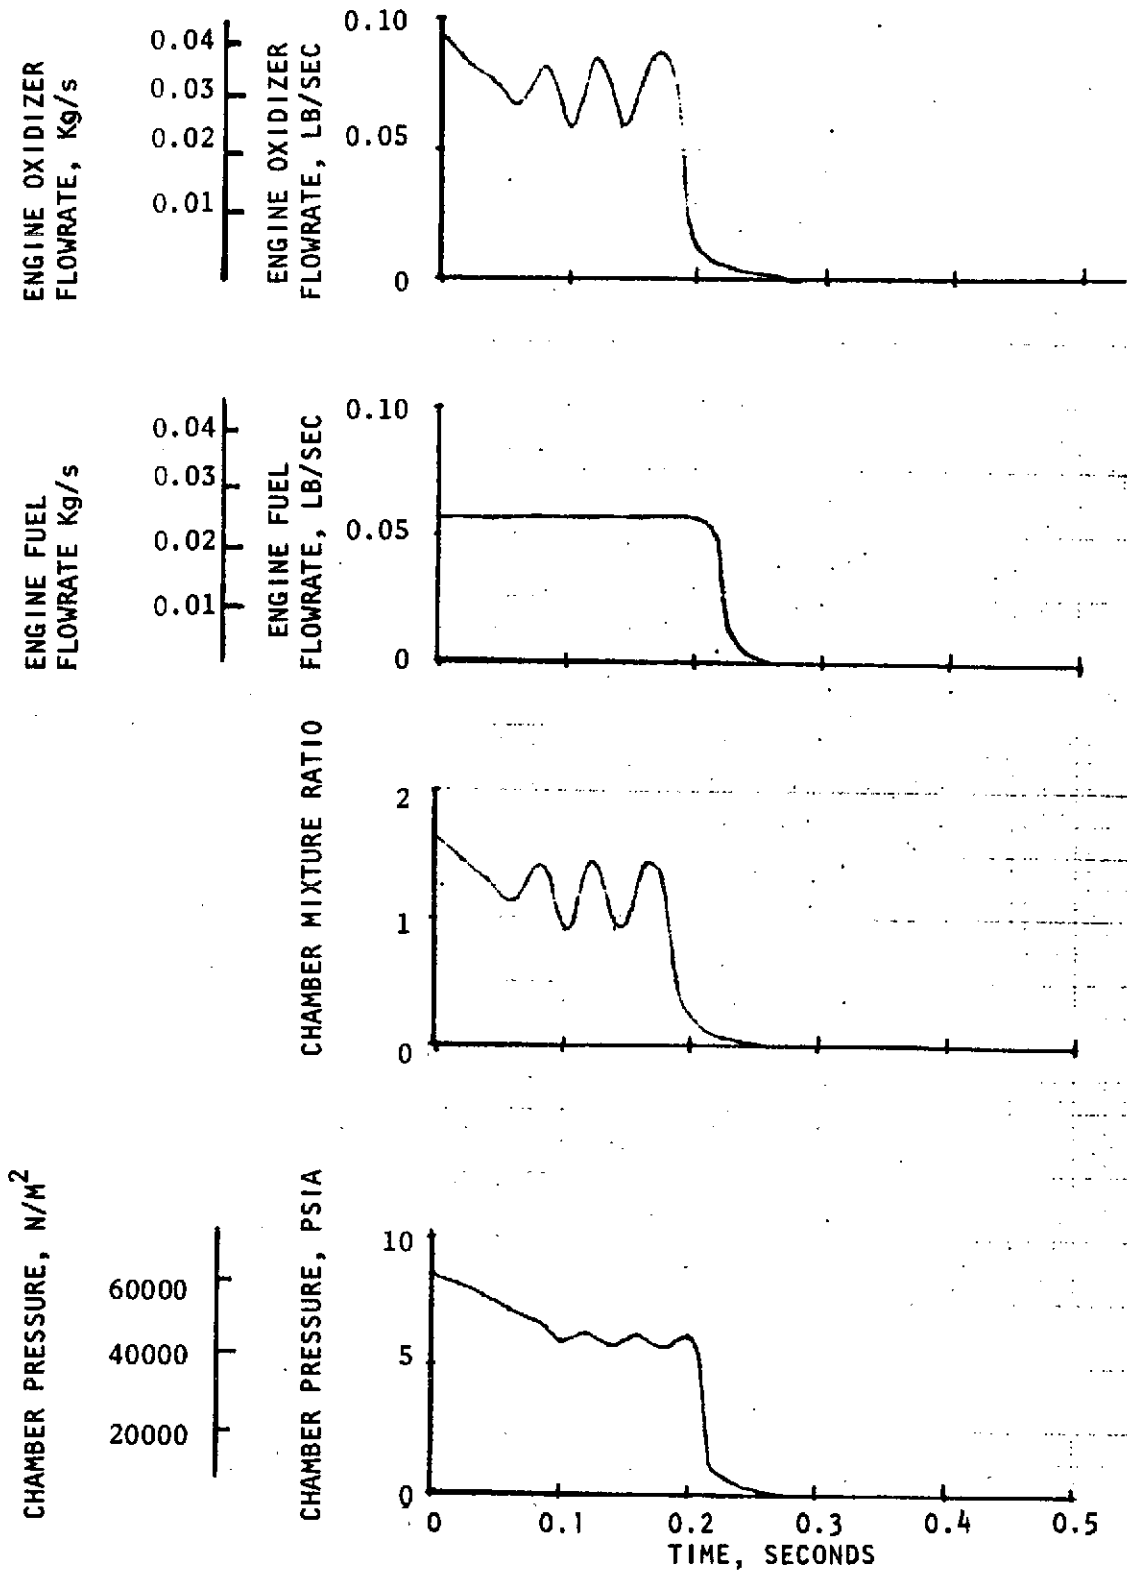 ENGINE OXIDIZER
FLOWRATE, Kg/s
0.04
0.03
0.02
0.01
ENGINE OXIDIZER
FLOWRATE, LB/SEC
0.10
0.05
0
ENGINE FUEL
FLOWRATE Kg/s
0.04
0.03
0.02
0.01
ENGINE FUEL
FLOWRATE, LB/SEC
0.10
0.05
0
CHAMBER MIXTURE RATIO
2
1
0
CHAMBER PRESSURE, N/M²
60000
40000
20000
CHAMBER PRESSURE, PSIA
10
5
0
0 0.1 0.2 0.3 0.4 0.5
TIME, SECONDS